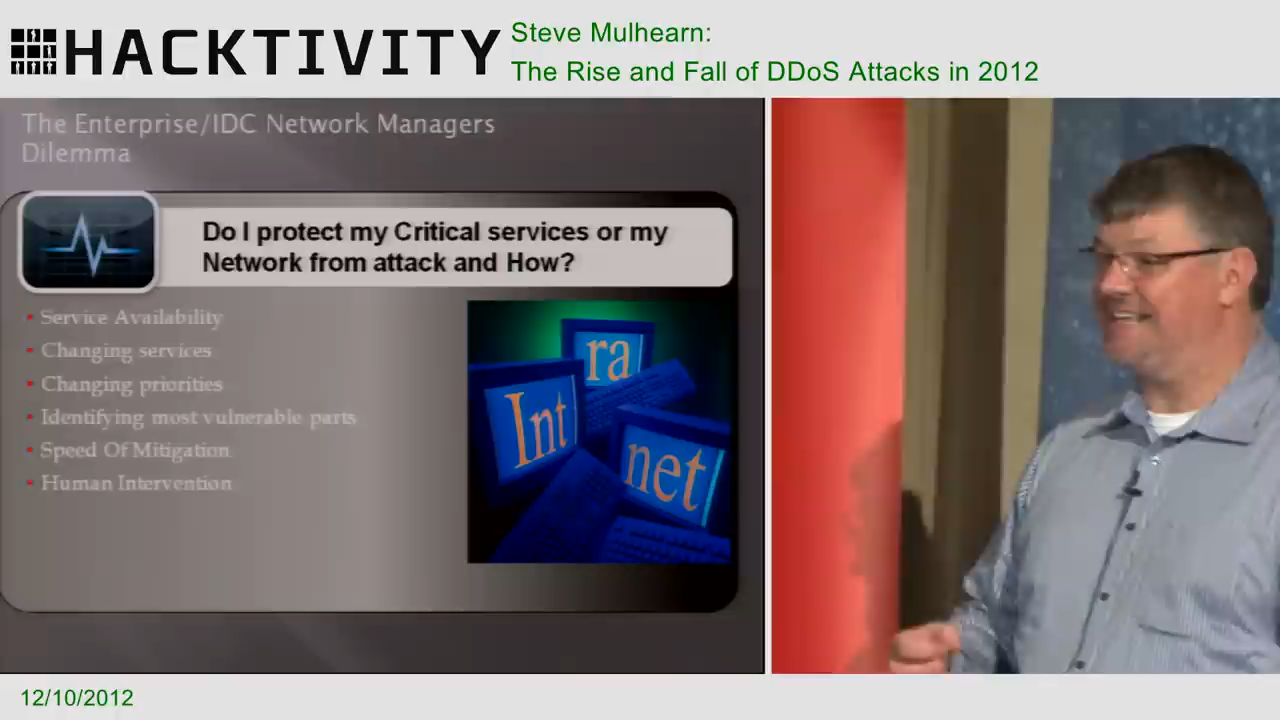 HACKTIVITY
Steve Mulhearn:
The Rise and Fall of DDoS Attacks in 2012
The Enterprise/IDC Network Managers
Dilemma
Do I protect my Critical services or my
Network from attack and How?
• Service Availability
• Changing services
• Changing priorities
• Identifying most vulnerable parts
• Speed Of Mitigation
• Human Intervention
Int
ra
net
12/10/2012